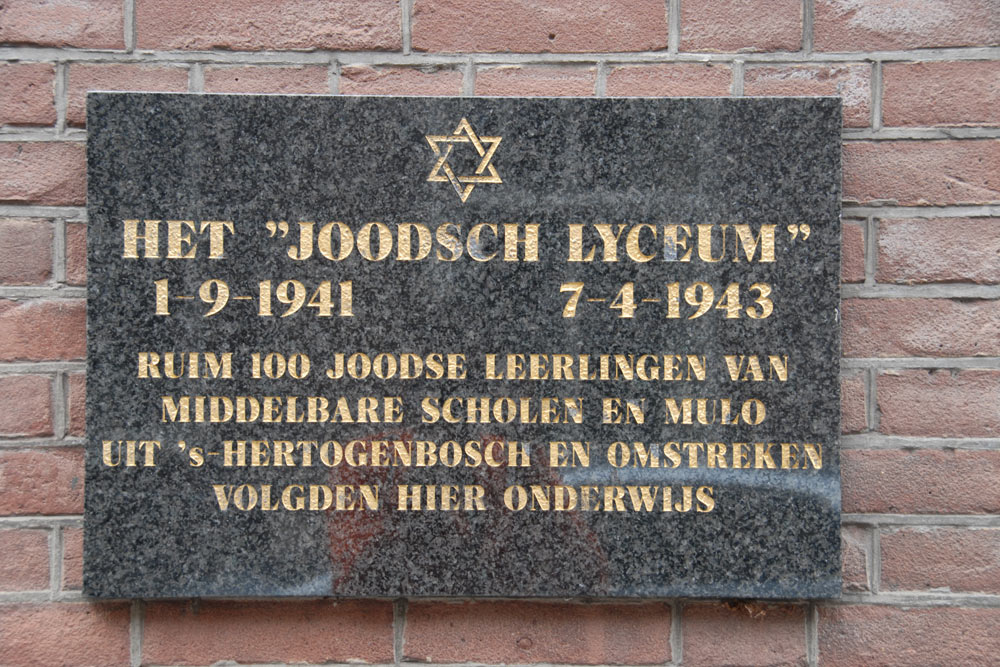 HET "JOODSCH LYCEUM"
1-9-1941 7-4-1943
RUIM 100 JOODSE LEERLINGEN VAN
MIDDELBARE SCHOLEN EN MULO
UIT 's-HERTOGENBOSCH EN OMSTREKEN
VOLGDEN HIER ONDERWIJS